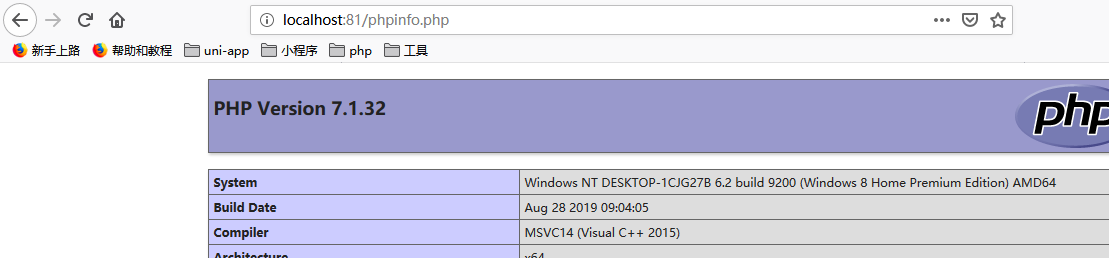 localhost:81/phpinfo.php
新手上路 帮助和教程 uni-app 小程序 php 工具
PHP Version 7.1.32
php
System Windows NT DESKTOP-1CJG27B 6.2 build 9200 (Windows 8 Home Premium Edition) AMD64
Build Date Aug 28 2019 09:04:05
Compiler MSVC14 (Visual C++ 2015)
Architecture x64